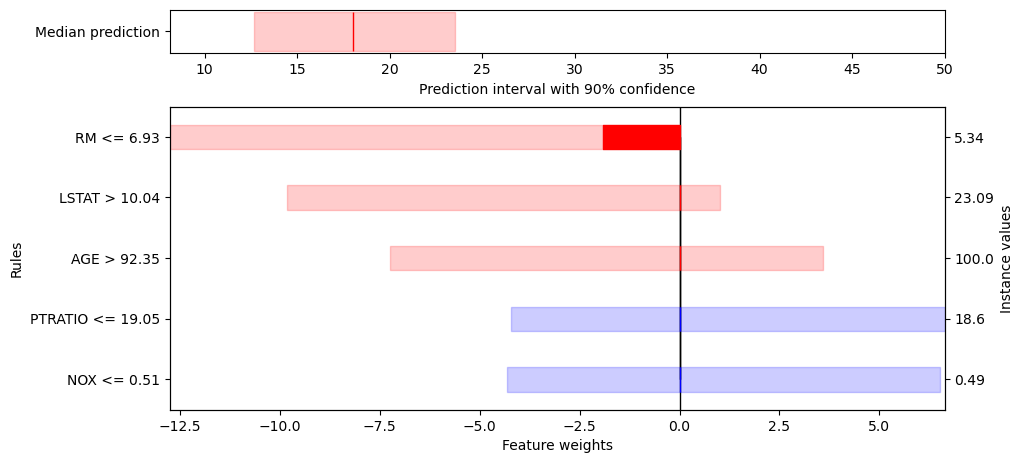 Median prediction
10 15 20 25 30 35 40 45 50
Prediction interval with 90% confidence
RM <= 6.93 5.34
LSTAT > 10.04 23.09
AGE > 92.35 100.0
PTRATIO <= 19.05 18.6
NOX <= 0.51 0.49
Rules
Instance values
−12.5 −10.0 −7.5 −5.0 −2.5 0.0 2.5 5.0
Feature weights